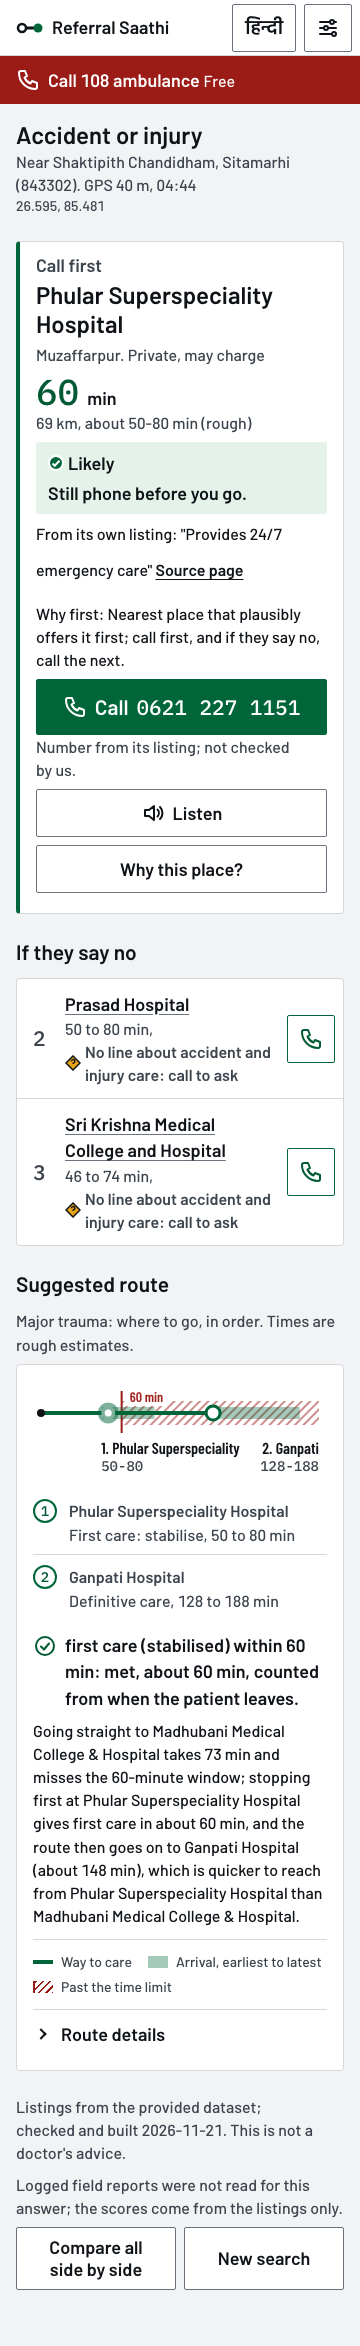 Referral Saathi
हिन्दी
Call 108 ambulance Free
Accident or injury
Near Shaktipith Chandidham, Sitamarhi
(843302). GPS 40 m, 04:44
26.595, 85.481
Call first
Phular Superspeciality
Hospital
Muzaffarpur. Private, may charge
60 min
69 km, about 50-80 min (rough)
Likely
Still phone before you go.
From its own listing: "Provides 24/7
emergency care" Source page
Why first: Nearest place that plausibly
offers it first; call first, and if they say no,
call the next.
Call 0621 227 1151
Number from its listing; not checked
by us.
Listen
Why this place?
If they say no
2
Prasad Hospital
50 to 80 min,
No line about accident and
injury care: call to ask
3
Sri Krishna Medical
College and Hospital
46 to 74 min,
No line about accident and
injury care: call to ask
Suggested route
Major trauma: where to go, in order. Times are
rough estimates.
60 min
1. Phular Superspeciality 2. Ganpati
50-80 128-188
1 Phular Superspeciality Hospital
First care: stabilise, 50 to 80 min
2 Ganpati Hospital
Definitive care, 128 to 188 min
first care (stabilised) within 60
min: met, about 60 min, counted
from when the patient leaves.
Going straight to Madhubani Medical
College & Hospital takes 73 min and
misses the 60-minute window; stopping
first at Phular Superspeciality Hospital
gives first care in about 60 min, and the
route then goes on to Ganpati Hospital
(about 148 min), which is quicker to reach
from Phular Superspeciality Hospital than
Madhubani Medical College & Hospital.
Way to care Arrival, earliest to latest
Past the time limit
Route details
Listings from the provided dataset;
checked and built 2026-11-21. This is not a
doctor's advice.
Logged field reports were not read for this
answer; the scores come from the listings only.
Compare all
side by side
New search